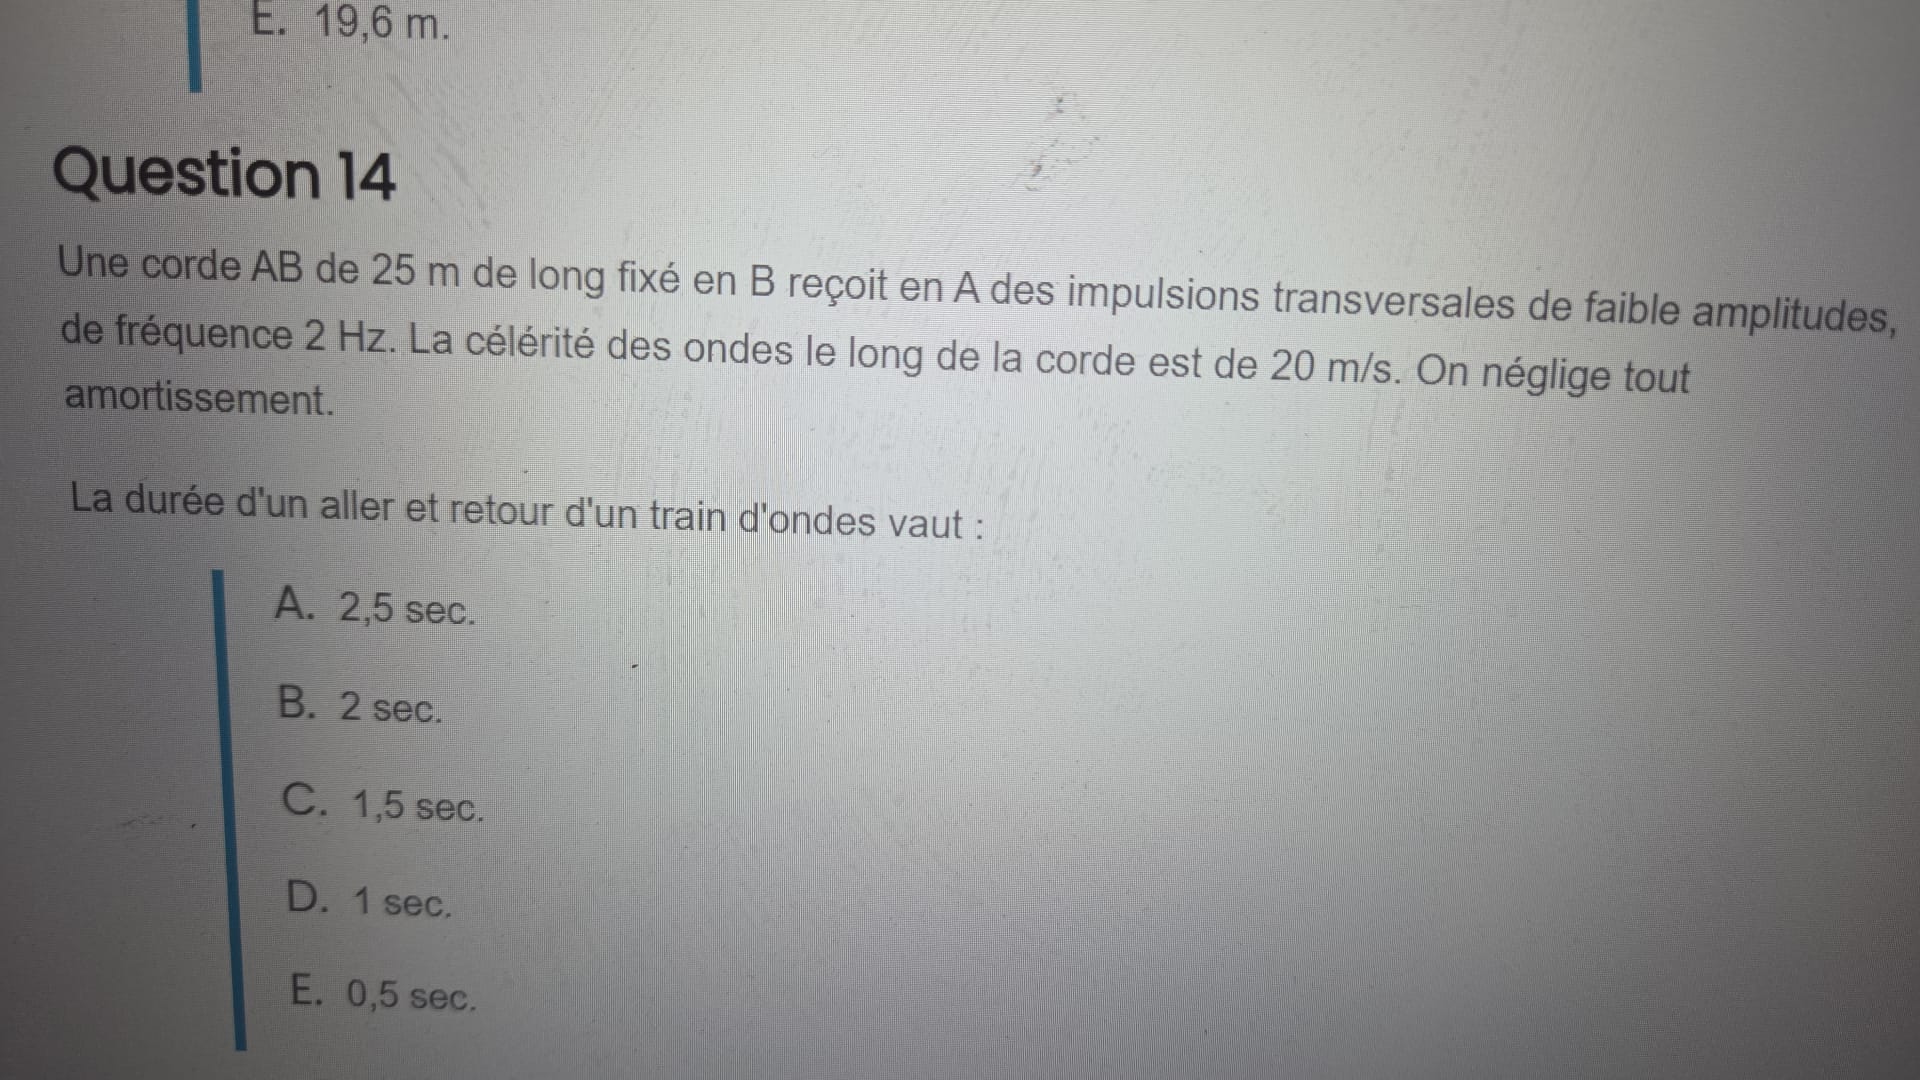 E. 19,6 m.
Question 14
Une corde AB de 25 m de long fixé en B reçoit en A des impulsions transversales de faible amplitudes,
de fréquence 2 Hz. La célérité des ondes le long de la corde est de 20 m/s. On néglige tout
amortissement.
La durée d'un aller et retour d'un train d'ondes vaut :
A. 2,5 sec.
B. 2 sec.
C. 1,5 sec.
D. 1 sec.
E. 0,5 sec.